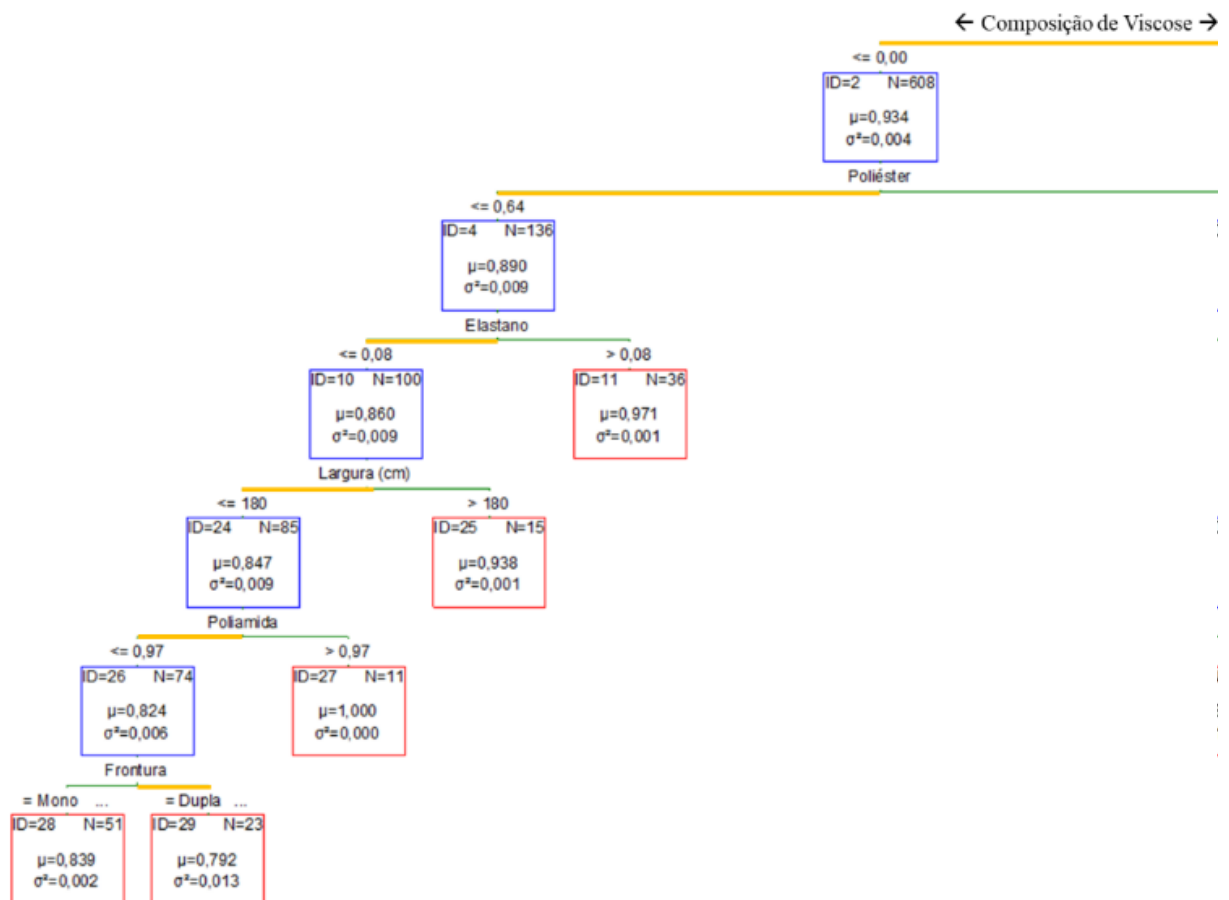 ← Composição de Viscose →
<= 0,00
ID=2 N=608
µ=0,934
σ²=0,004
Poliéster
<= 0,64
ID=4 N=136
µ=0,890
σ²=0,009
Elastano
<= 0,08 > 0,08
ID=10 N=100 ID=11 N=36
µ=0,860 µ=0,971
σ²=0,009 σ²=0,001
Largura (cm)
<= 180 > 180
ID=24 N=85 ID=25 N=15
µ=0,847 µ=0,938
σ²=0,009 σ²=0,001
Poliamida
<= 0,97 > 0,97
ID=26 N=74 ID=27 N=11
µ=0,824 µ=1,000
σ²=0,006 σ²=0,000
Frontura
= Mono ... = Dupla ...
ID=28 N=51 ID=29 N=23
µ=0,839 µ=0,792
σ²=0,002 σ²=0,013